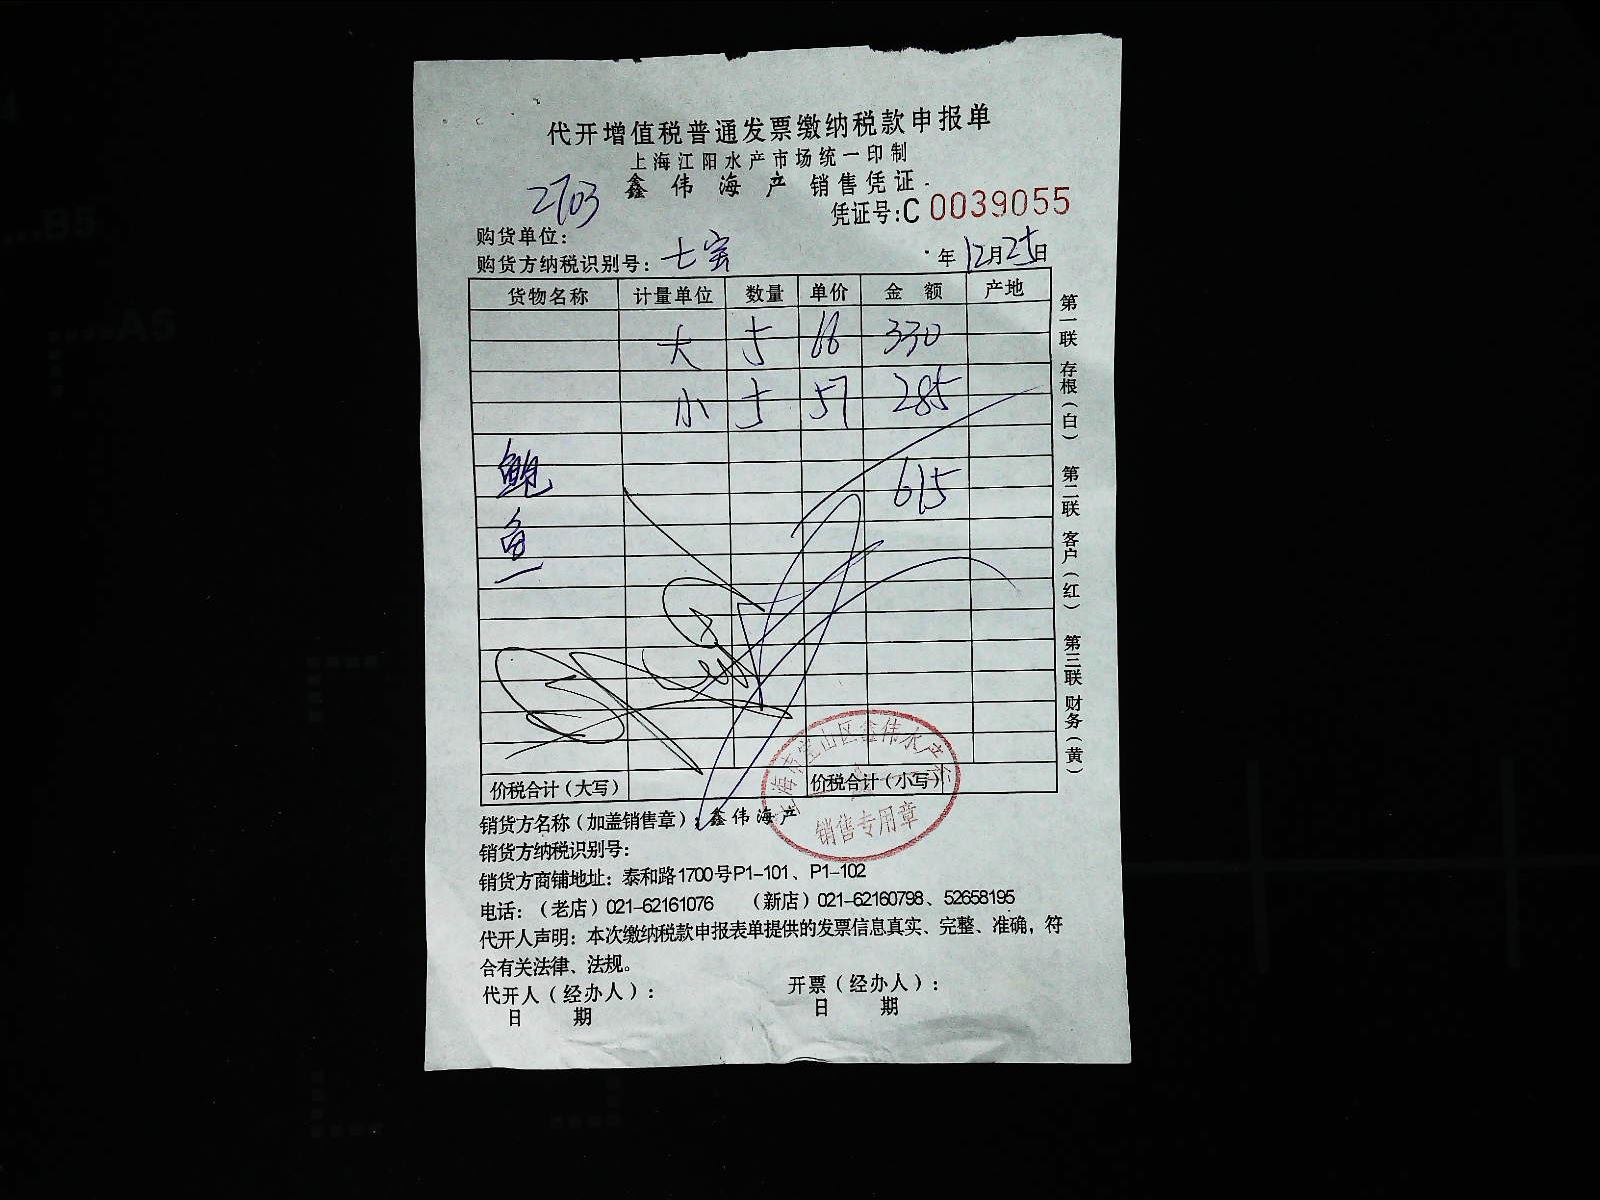 代开增值税普通发票缴纳税款申报单
上海江阳水产市场统一印制
2703 鑫伟海产 销售凭证
凭证号:C 0039055
购货单位:
购货方纳税识别号: 七宝 年12月25日
货物名称 计量单位 数量 单价 金额 产地
大 5 66 330
小 5 57 285
鲍 615
鱼
价税合计(大写) 价税合计(小写)
销货方名称(加盖销售章):鑫伟海产
销售专用章
销货方纳税识别号:
销货方商铺地址: 泰和路1700号P1-101、P1-102
电话:(老店)021-62161076 (新店)021-62160798、52658195
代开人声明: 本次缴纳税款申报表单提供的发票信息真实、完整、准确, 符
合有关法律、法规。
代开人(经办人): 开票(经办人):
日 期 日 期
第一联 存根(白) 第二联 客户(红) 第三联 财务(黄)